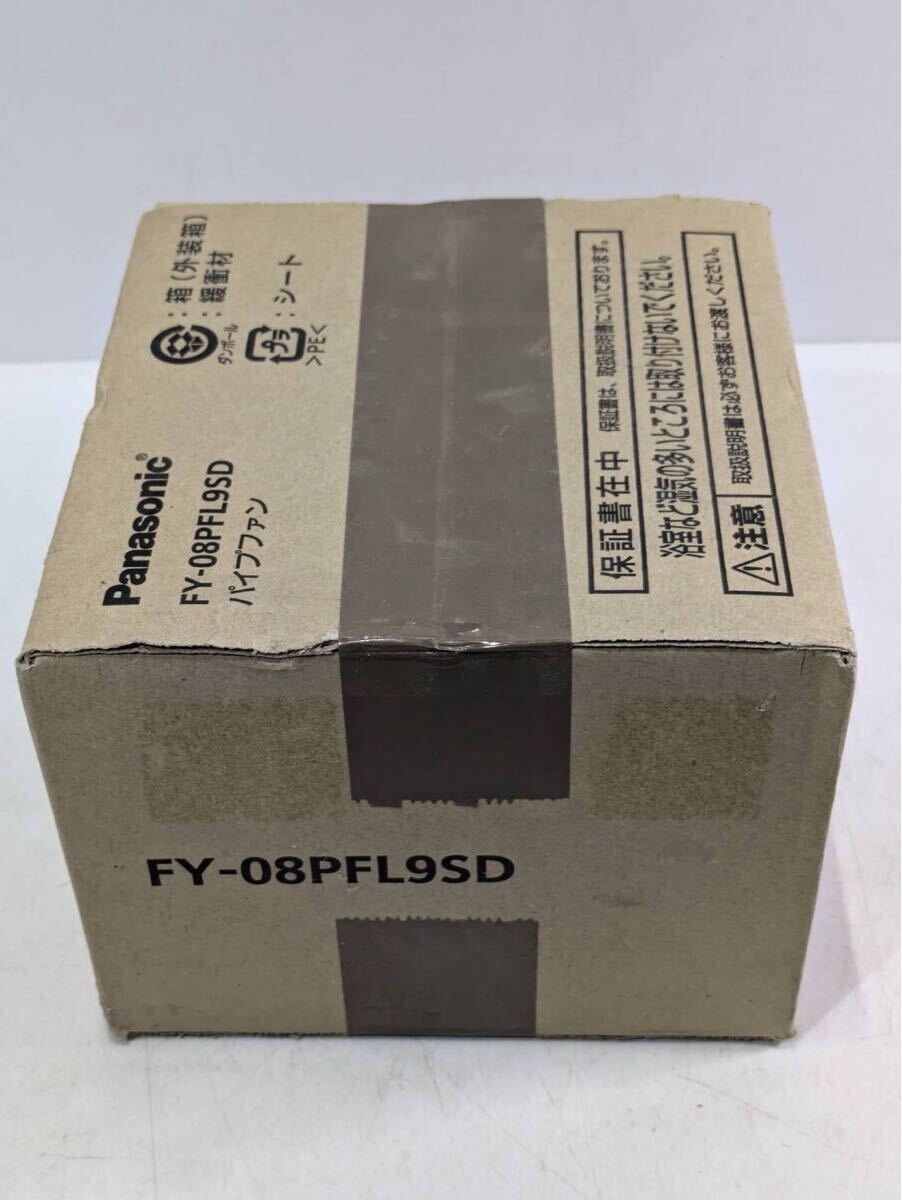 Panasonic®
FY-08PFL9SD
パイプファン
ダンボール
：箱（外装箱）
：緩衝材
プラ
：シート
>PE<
保証書在中
保証書は、取扱説明書についております。
浴室など湿気の多いところには取り付けないでください。
注意
取扱説明書は必ずお客様にお渡しください。
FY-08PFL9SD